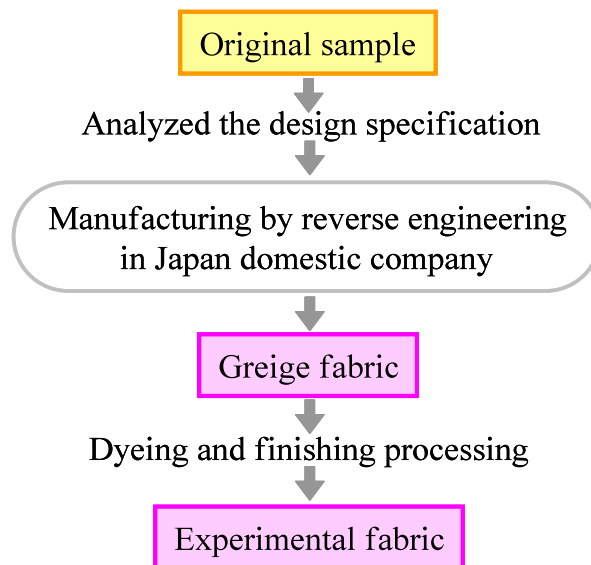 Original sample
Analyzed the design specification
Manufacturing by reverse engineering
in Japan domestic company
Greige fabric
Dyeing and finishing processing
Experimental fabric